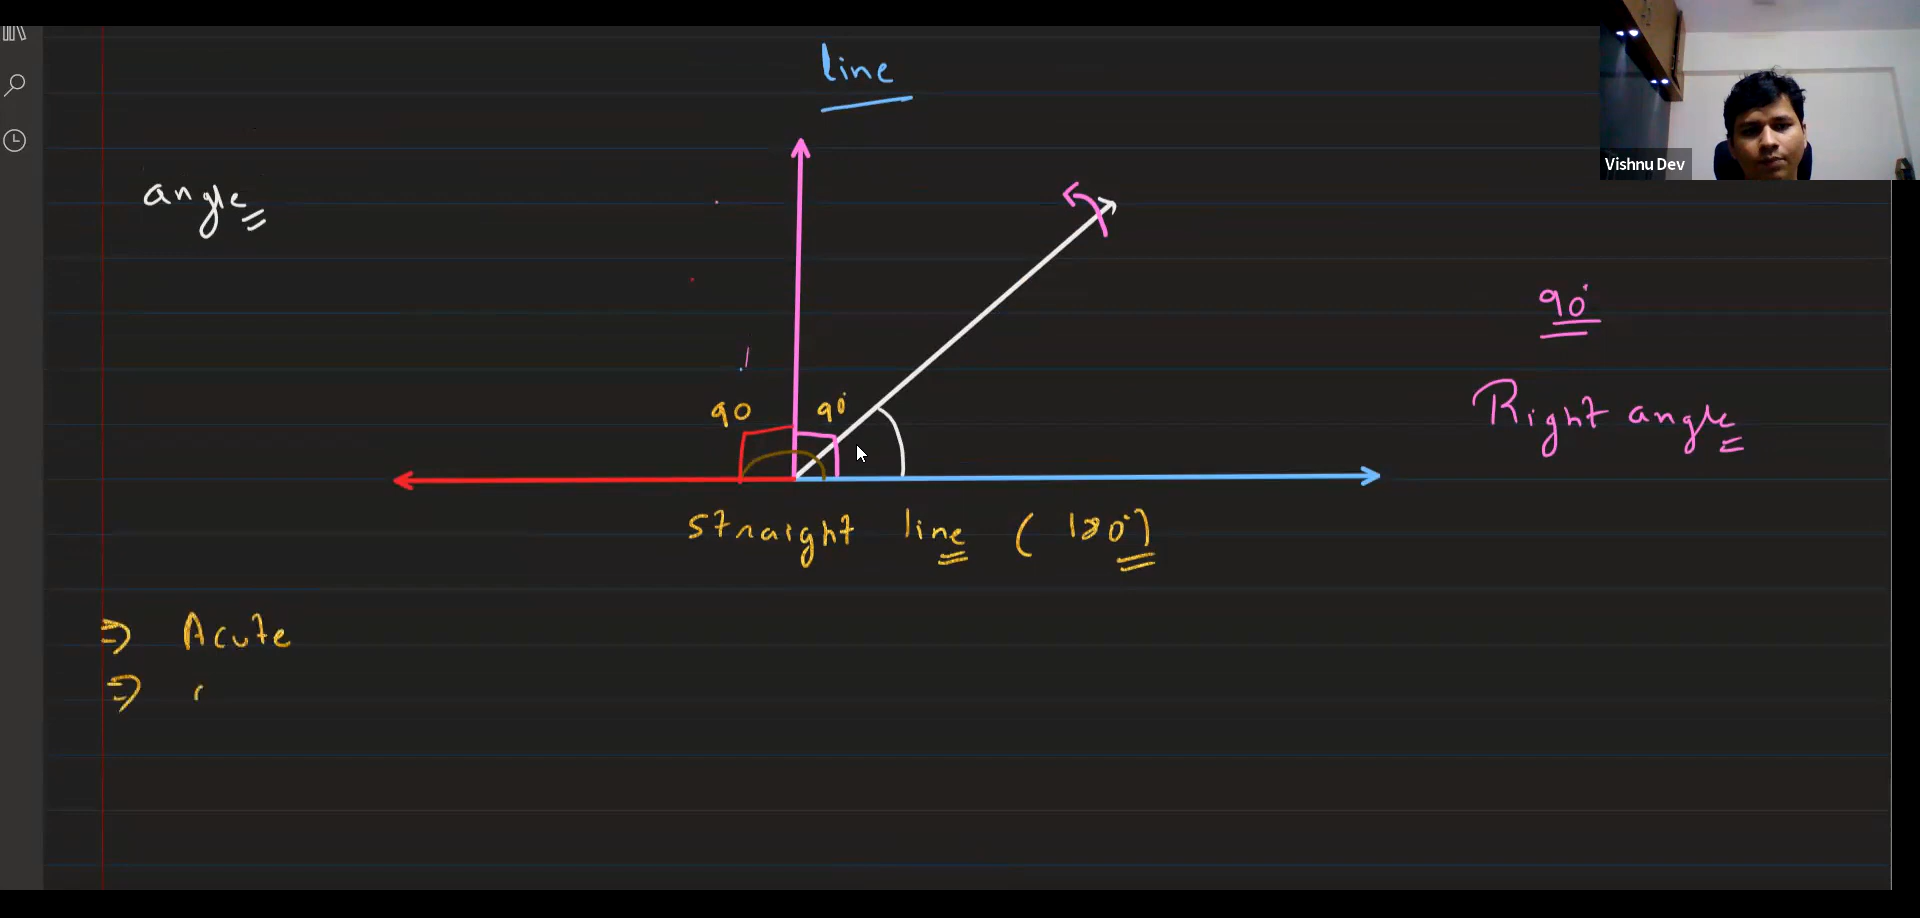 line
Vishnu Dev
angle
90°
90 90°
Right angle
straight line (180°)
⇒ Acute
⇒